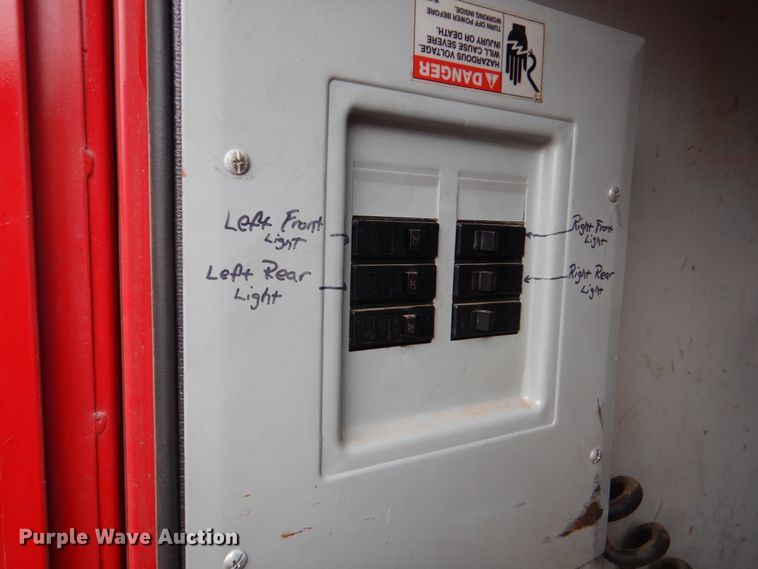 DANGER
HAZARDOUS VOLTAGE.
WILL CAUSE SEVERE
INJURY OR DEATH.
TURN OFF POWER BEFORE
WORKING INSIDE.
Left Front
Light
Right Front
Light
Left Rear
Light
Right Rear
Light
30
Purple Wave Auction